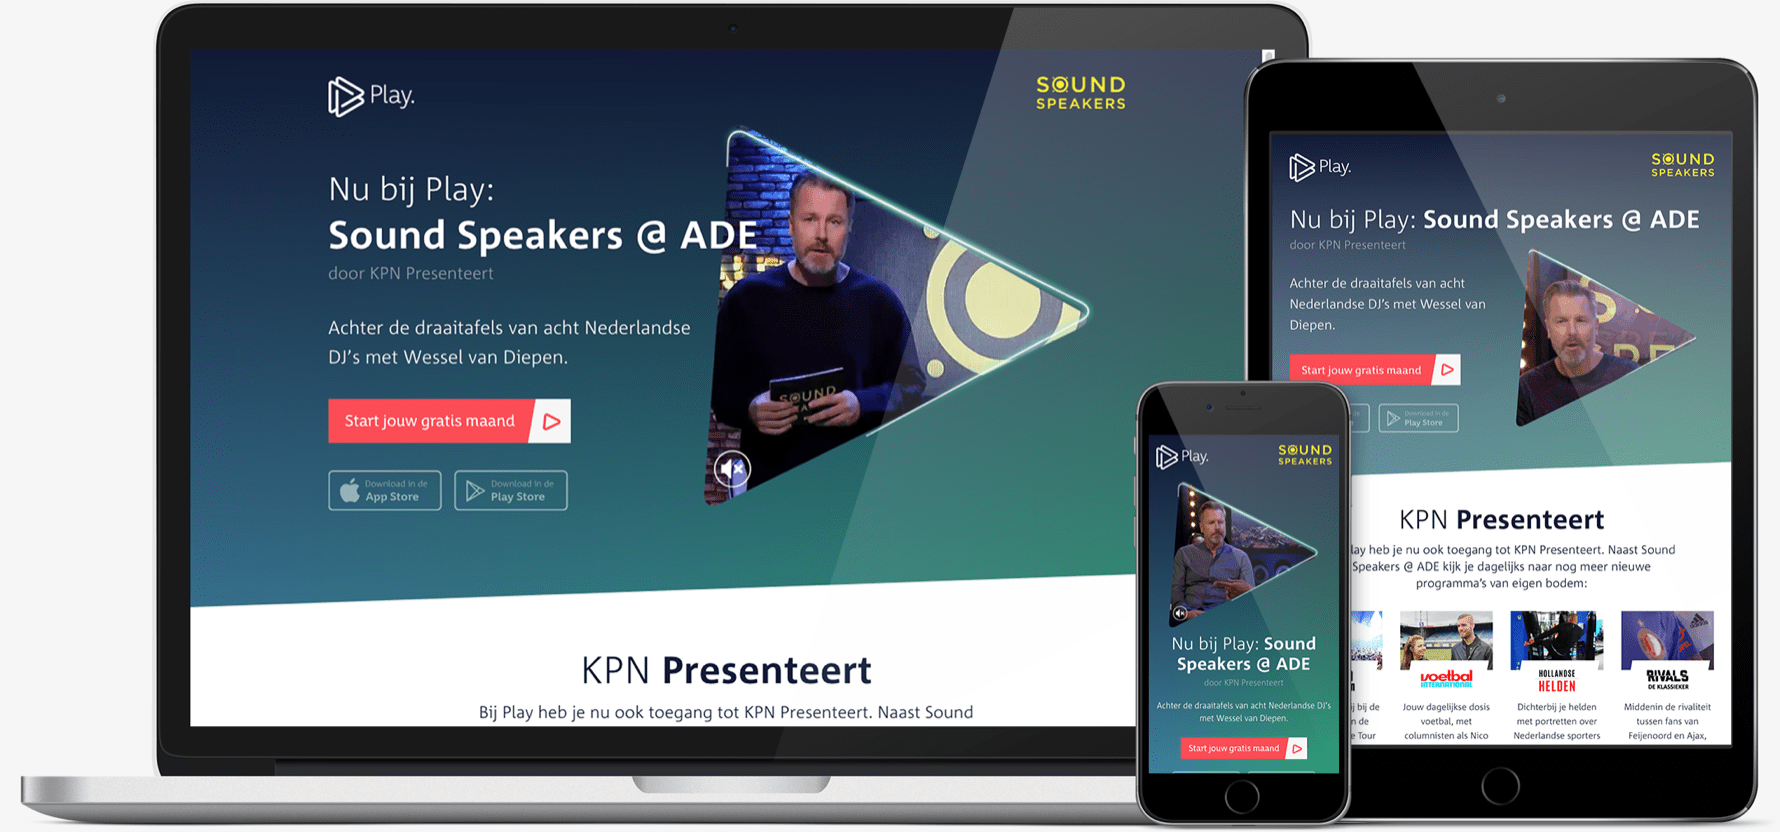 Play.
SOUND
SPEAKERS
Nu bij Play:
Sound Speakers @ ADE
door KPN Presenteert
Achter de draaitafels van acht Nederlandse
DJ's met Wessel van Diepen.
SOUND
Start jouw gratis maand
Download in de
App Store
Download in de
Play Store
KPN Presenteert
Bij Play heb je nu ook toegang tot KPN Presenteert. Naast Sound
Play.
SOUND
SPEAKERS
Nu bij Play: Sound Speakers @ ADE
door KPN Presenteert
Achter de draaitafels van acht
Nederlandse DJ's met Wessel van
Diepen.
Start jouw gratis maand
Download in de
Play Store
KPN Presenteert
lay heb je nu ook toegang tot KPN Presenteert. Naast Sound
Speakers @ ADE kijk je dagelijks naar nog meer nieuwe
programma's van eigen bodem:
voetbal
INTERNATIONAL
HOLLANDSE
HELDEN
RIVALS
DE KLASSIEKER
j bij de
n de
e Tour
Jouw dagelijkse dosis
voetbal, met
columnisten als Nico
Dichterbij je helden
met portretten over
Nederlandse sporters
Middenin de rivaliteit
tussen fans van
Feijenoord en Ajax,
Play.
SOUND
SPEAKERS
Nu bij Play: Sound
Speakers @ ADE
door KPN Presenteert
Achter de draaitafels van acht Nederlandse DJ's
met Wessel van Diepen.
Start jouw gratis maand